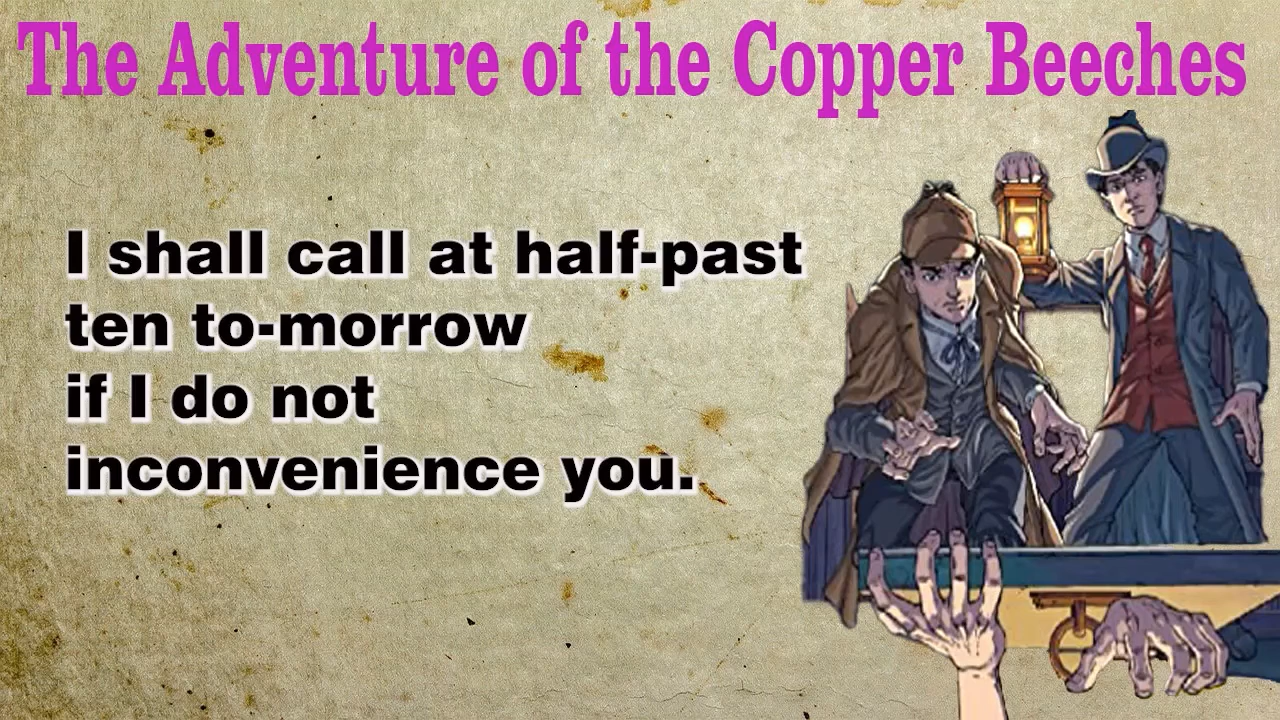 The Adventure of the Copper Beeches
I shall call at half-past
ten to-morrow
if I do not
inconvenience you.